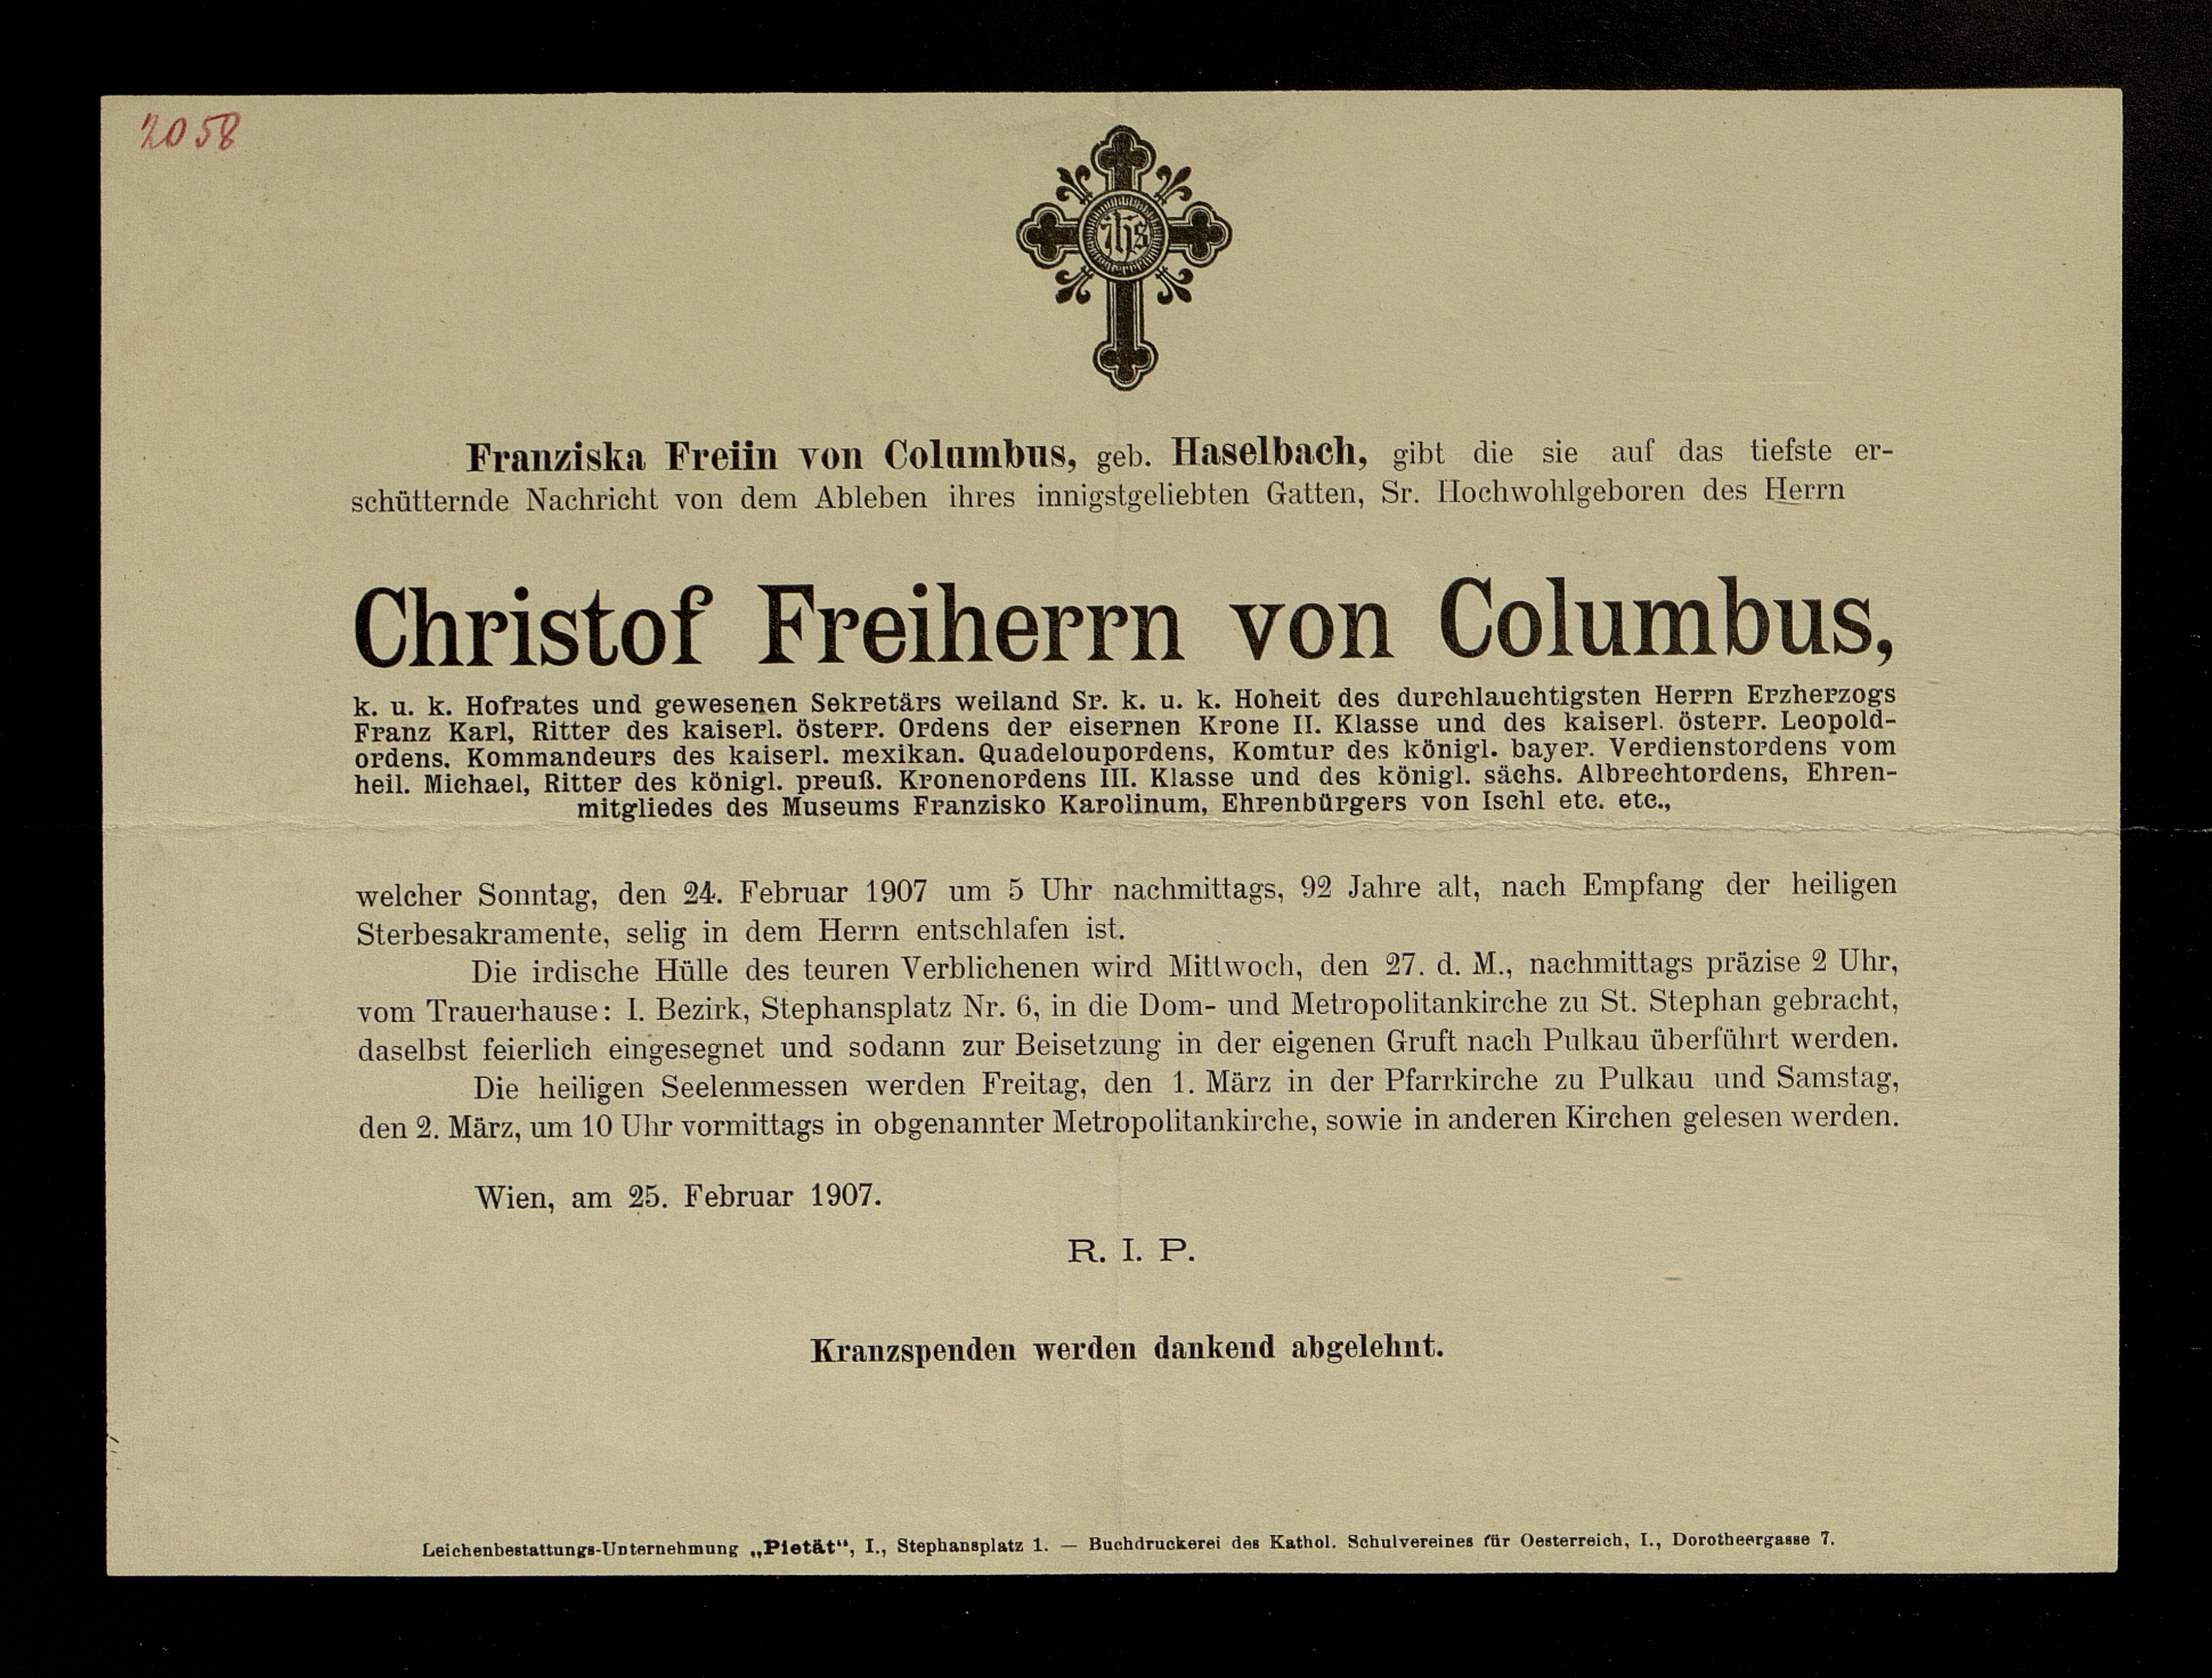 2058
ihs
Franziska Freiin von Columbus, geb. Haselbach, gibt die sie auf das tiefste er-
schütternde Nachricht von dem Ableben ihres innigstgeliebten Gatten, Sr. Hochwohlgeboren des Herrn
Christof Freiherrn von Columbus,
k. u. k. Hofrates und gewesenen Sekretärs weiland Sr. k. u. k. Hoheit des durchlauchtigsten Herrn Erzherzogs
Franz Karl, Ritter des kaiserl. österr. Ordens der eisernen Krone II. Klasse und des kaiserl. österr. Leopold-
ordens. Kommandeurs des kaiserl. mexikan. Quadeloupordens, Komtur des königl. bayer. Verdienstordens vom
heil. Michael, Ritter des königl. preuß. Kronenordens III. Klasse und des königl. sächs. Albrechtordens, Ehren-
mitgliedes des Museums Franzisko Karolinum, Ehrenbürgers von Ischl etc. etc.,
welcher Sonntag, den 24. Februar 1907 um 5 Uhr nachmittags, 92 Jahre alt, nach Empfang der heiligen
Sterbesakramente, selig in dem Herrn entschlafen ist.
Die irdische Hülle des teuren Verblichenen wird Mittwoch, den 27. d. M., nachmittags präzise 2 Uhr,
vom Trauerhause: I. Bezirk, Stephansplatz Nr. 6, in die Dom- und Metropolitankirche zu St. Stephan gebracht,
daselbst feierlich eingesegnet und sodann zur Beisetzung in der eigenen Gruft nach Pulkau überführt werden.
Die heiligen Seelenmessen werden Freitag, den 1. März in der Pfarrkirche zu Pulkau und Samstag,
den 2. März, um 10 Uhr vormittags in obgenannter Metropolitankirche, sowie in anderen Kirchen gelesen werden.
Wien, am 25. Februar 1907.
R. I. P.
Kranzspenden werden dankend abgelehnt.
Leichenbestattungs-Unternehmung „Pietät“, I., Stephansplatz 1. — Buchdruckerei des Kathol. Schulvereines für Oesterreich, I., Dorotheergasse 7.